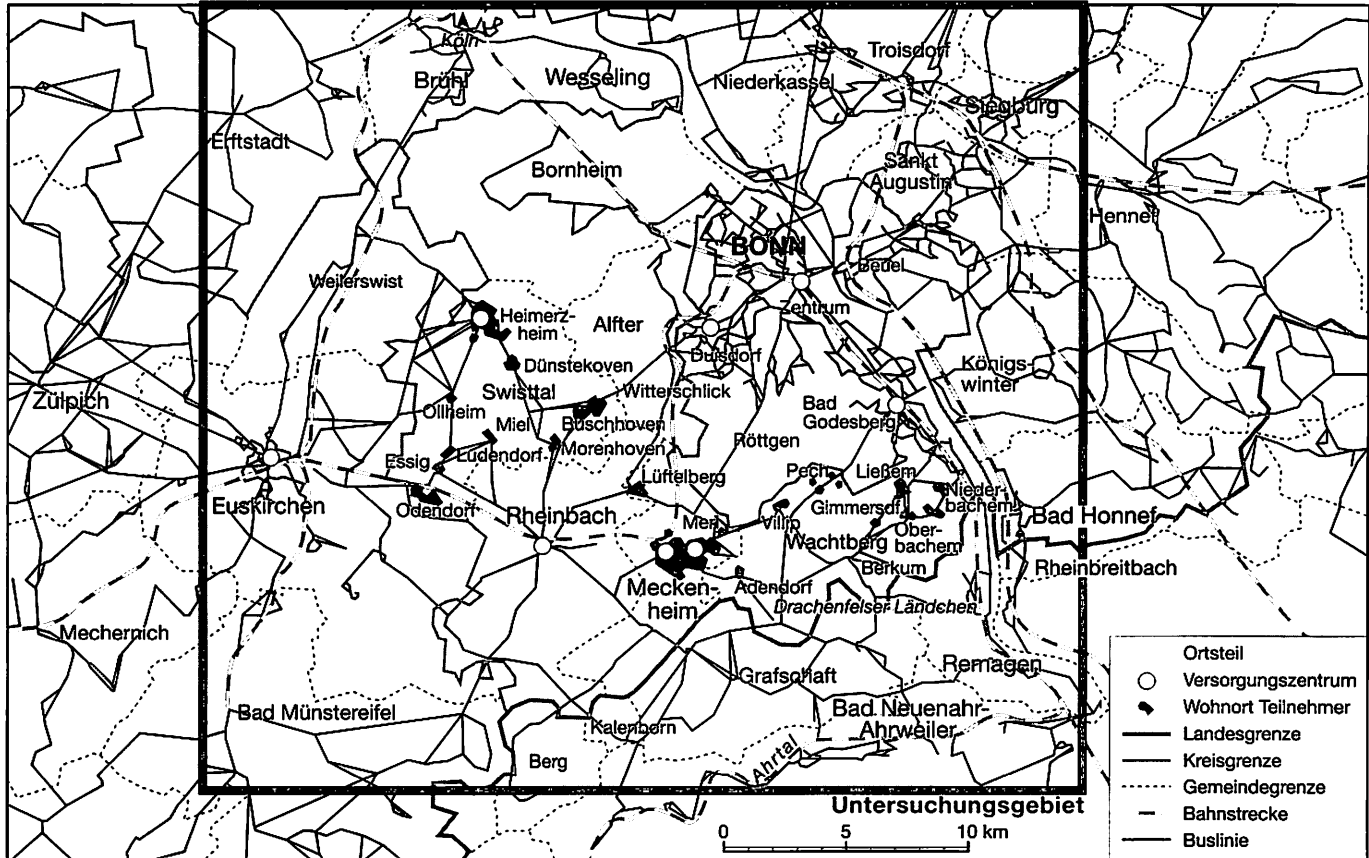 Köln
Troisdorf
Brühl
Wesseling
Niederkassel
Siegburg
Erftstadt
Bornheim
Sankt
Augustin
Hennef
BONN
Beuel
Weilerswist
Zentrum
Heimerz-
heim
Alfter
Duisdorf
Dünstekoven
Königs-
winter
Zülpich
Swisttal
Witterschlick
Ollheim
Bad
Godesberg
Miel
Buschhoven
Röttgen
Morenhoven
Essig
Ludendorf
Lüftelberg
Pech
Ließem
Euskirchen
Odendorf
Rheinbach
Gimmersdf.
Nieder-
bachem
Merl
Villip
Ober-
bachem
Bad Honnef
Wachtberg
Berkum
Rheinbreitbach
Mecken-
heim
Adendorf
Drachenfelser Ländchen
Mechernich
Remagen
Grafschaft
Bad Münstereifel
Kalenborn
Bad Neuenahr-
Ahrweiler
Berg
Ahrtal
Untersuchungsgebiet
0 5 10 km
Ortsteil
Versorgungszentrum
Wohnort Teilnehmer
Landesgrenze
Kreisgrenze
Gemeindegrenze
Bahnstrecke
Buslinie